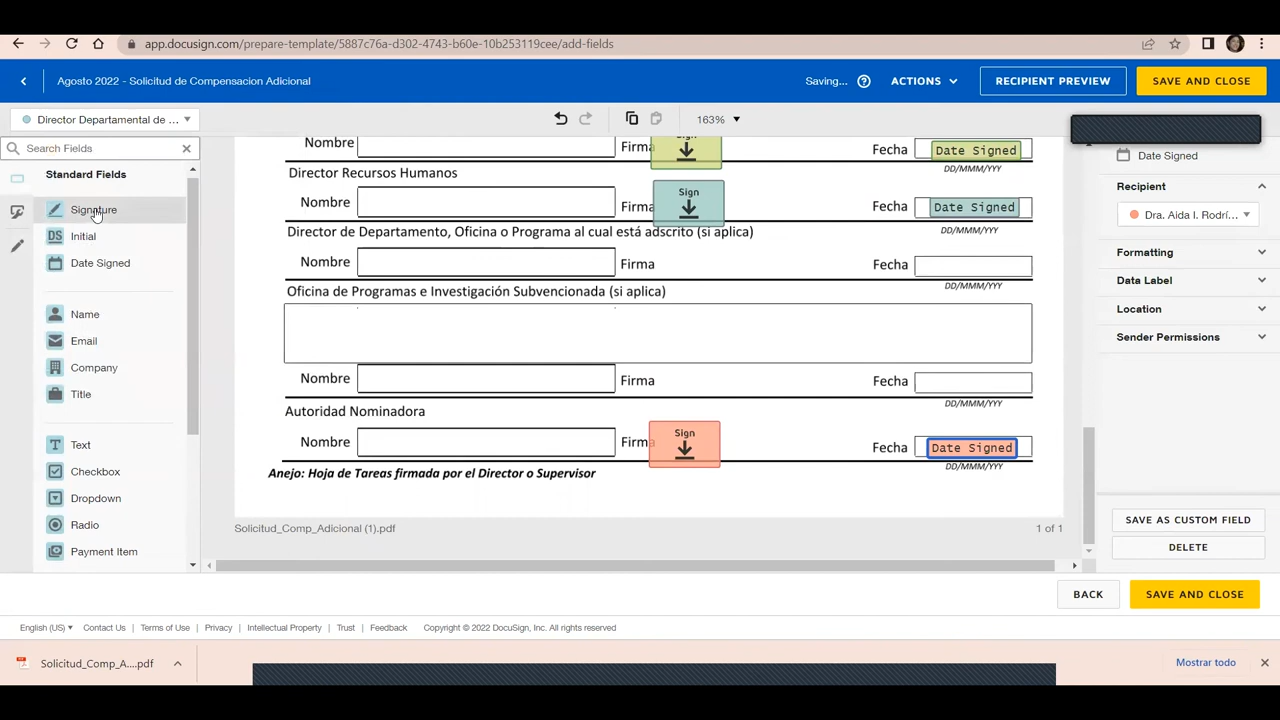 app.docusign.com/prepare-template/5887c76a-d302-4743-b60e-10b253119cee/add-fields
Agosto 2022 - Solicitud de Compensacion Adicional
Saving...
ACTIONS
RECIPIENT PREVIEW
SAVE AND CLOSE
Director Departamental de ...
163%
Search Fields
Standard Fields
Signature
DS Initial
Date Signed
Name
Email
Company
Title
T Text
Checkbox
Dropdown
Radio
Payment Item
Nombre Firma Sign Fecha Date Signed
DD/MMM/YYY
Director Recursos Humanos
Nombre Firma Sign Fecha Date Signed
DD/MMM/YYY
Director de Departamento, Oficina o Programa al cual está adscrito (si aplica)
Nombre Firma Fecha
DD/MMM/YYY
Oficina de Programas e Investigación Subvencionada (si aplica)
Nombre Firma Fecha
DD/MMM/YYY
Autoridad Nominadora
Nombre Firma Sign Fecha Date Signed
DD/MMM/YYY
Anejo: Hoja de Tareas firmada por el Director o Supervisor
Solicitud_Comp_Adicional (1).pdf
1 of 1
Date Signed
Recipient
Dra. Aida I. Rodrí...
Formatting
Data Label
Location
Sender Permissions
SAVE AS CUSTOM FIELD
DELETE
BACK
SAVE AND CLOSE
English (US) Contact Us Terms of Use Privacy Intellectual Property Trust Feedback Copyright © 2022 DocuSign, Inc. All rights reserved
Solicitud_Comp_A....pdf
Mostrar todo